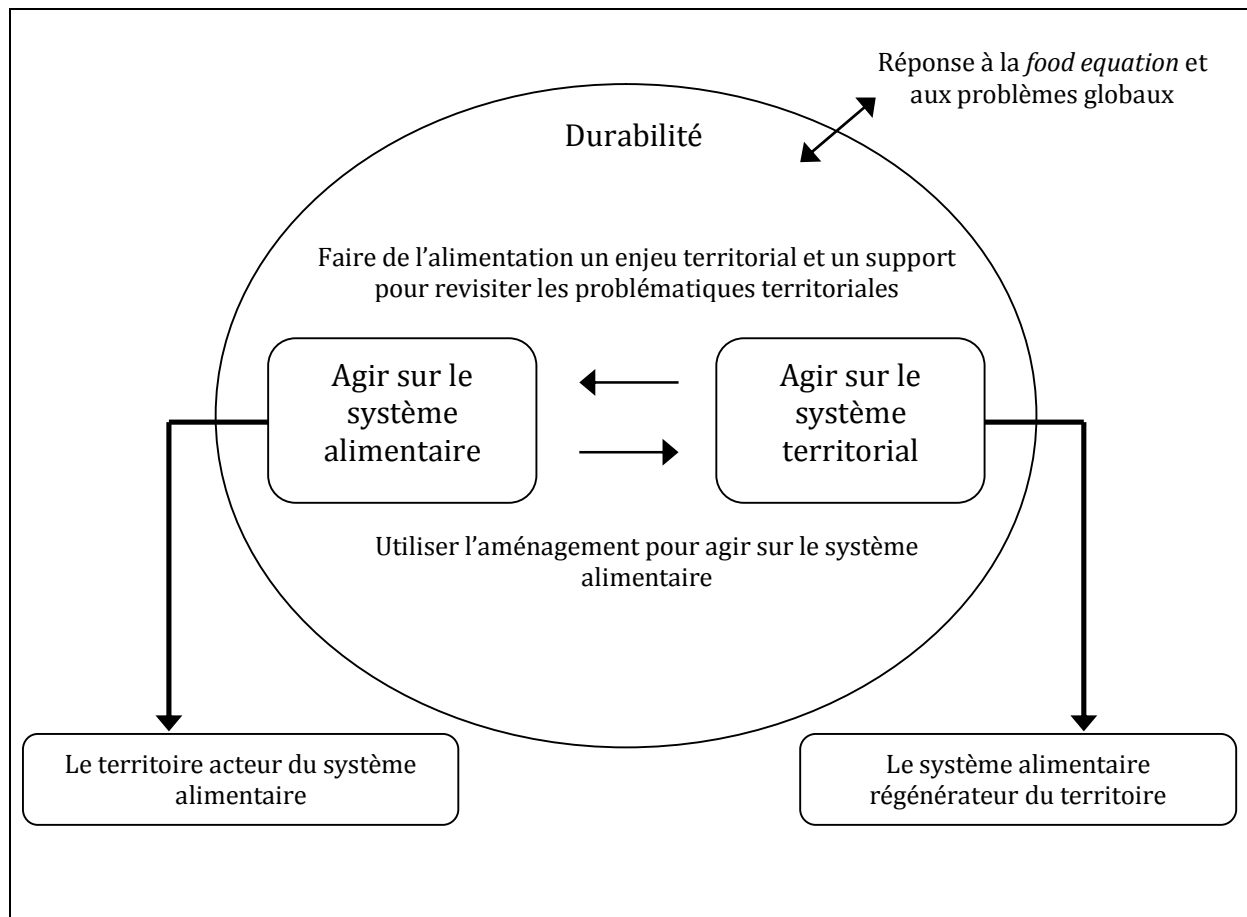 Réponse à la food equation et
aux problèmes globaux
Durabilité
Faire de l’alimentation un enjeu territorial et un support
pour revisiter les problématiques territoriales
Agir sur le
système
alimentaire
Agir sur le
système
territorial
Utiliser l’aménagement pour agir sur le système
alimentaire
Le territoire acteur du système
alimentaire
Le système alimentaire
régénérateur du territoire